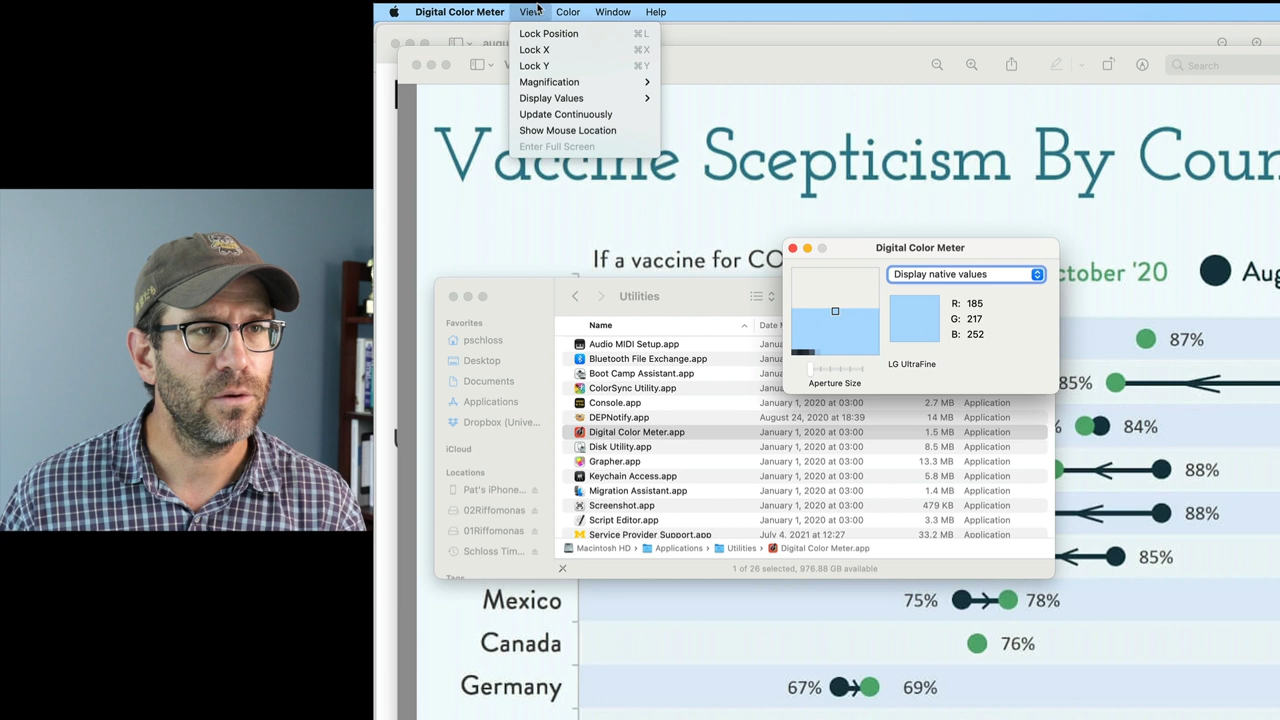 Digital Color Meter View Color Window Help
Lock Position ⌘L
Lock X ⌘X
Lock Y ⌘Y
Magnification
Display Values
Update Continuously
Show Mouse Location
Enter Full Screen
Search
Vaccine Scepticism By Coun
If a vaccine for CO
ctober '20
Aug
Digital Color Meter
Display native values
R: 185
G: 217
B: 252
LG UltraFine
Aperture Size
Utilities
Favorites
pschloss
Desktop
Documents
Applications
Dropbox (Unive...
iCloud
Locations
Pat's iPhone...
02Riffomonas
01Riffomonas
Schloss Tim...
Tags
Name Date M
Audio MIDI Setup.app Janua
Bluetooth File Exchange.app Janua
Boot Camp Assistant.app Janua
ColorSync Utility.app Janua
Console.app January 1, 2020 at 03:00 2.7 MB Application
DEPNotify.app August 24, 2020 at 18:39 14 MB Application
Digital Color Meter.app January 1, 2020 at 03:00 1.5 MB Application
Disk Utility.app January 1, 2020 at 03:00 8.5 MB Application
Grapher.app January 1, 2020 at 03:00 13.3 MB Application
Keychain Access.app January 1, 2020 at 03:00 5.8 MB Application
Migration Assistant.app January 1, 2020 at 03:00 1.4 MB Application
Screenshot.app January 1, 2020 at 03:00 479 KB Application
Script Editor.app January 1, 2020 at 03:00 3.3 MB Application
Service Provider Support.app July 4, 2021 at 12:27 33.2 MB Application
Macintosh HD › Applications › Utilities › Digital Color Meter.app
1 of 26 selected, 976.88 GB available
87%
85%
84%
88%
88%
85%
Mexico 75% 78%
Canada 76%
Germany 67% 69%